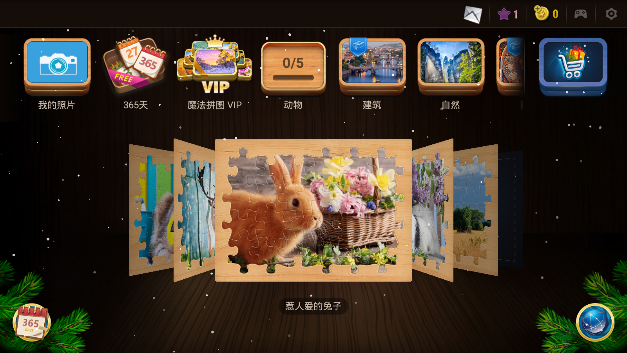 1
0
27
365
FREE
VIP
0/5
我的照片
365天
魔法拼图 VIP
动物
建筑
自然
惹人爱的兔子
365